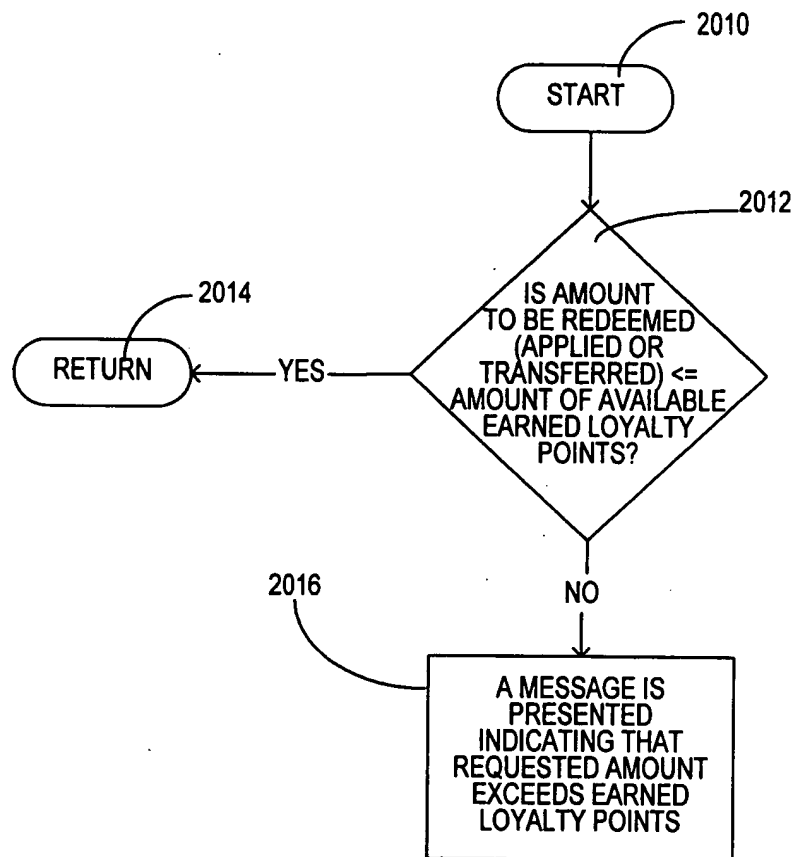 2010
START
2012
IS AMOUNT
TO BE REDEEMED
(APPLIED OR
TRANSFERRED) <=
AMOUNT OF AVAILABLE
EARNED LOYALTY
POINTS?
2014
RETURN
YES
NO
2016
A MESSAGE IS
PRESENTED
INDICATING THAT
REQUESTED AMOUNT
EXCEEDS EARNED
LOYALTY POINTS